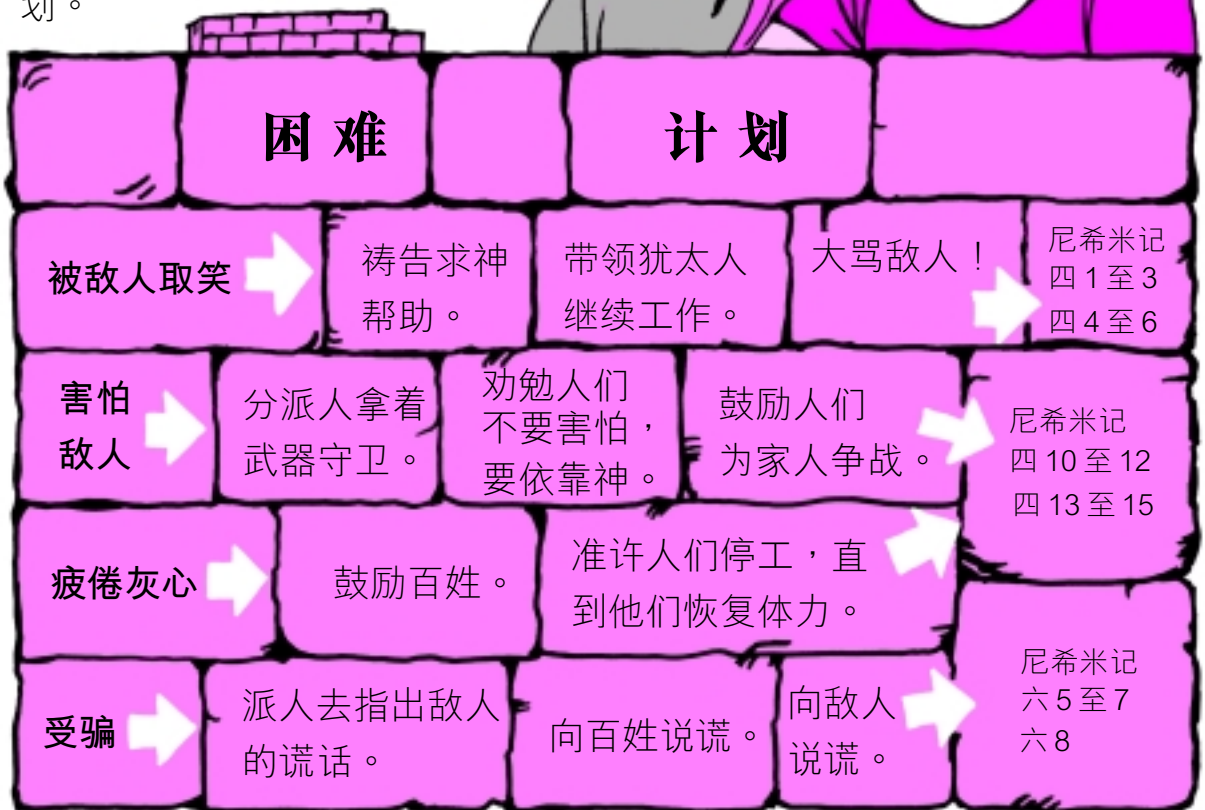 划。
困难 计划
被敌人取笑
祷告求神
帮助。
带领犹太人
继续工作。
大骂敌人！
尼希米记
四1至3
四4至6
害怕
敌人
分派人拿着
武器守卫。
劝勉人们
不要害怕，
要依靠神。
鼓励人们
为家人争战。
尼希米记
四10至12
四13至15
疲倦灰心
鼓励百姓。
准许人们停工，直
到他们恢复体力。
受骗
派人去指出敌人
的谎话。
向百姓说谎。
向敌人
说谎。
尼希米记
六5至7
六8